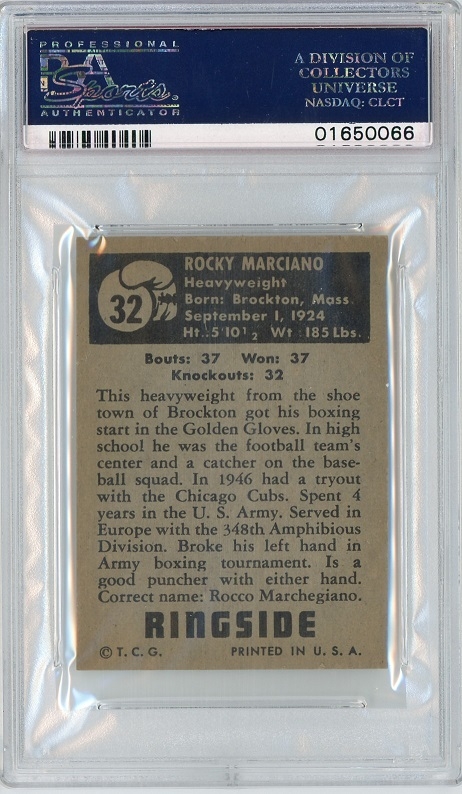 PROFESSIONAL
PSA
Sports
AUTHENTICATOR
A DIVISION OF
COLLECTORS
UNIVERSE
NASDAQ: CLCT
01650066
32
ROCKY MARCIANO
Heavyweight
Born: Brockton, Mass.
September 1, 1924
Ht. 5'10½ Wt 185 Lbs.
Bouts: 37 Won: 37
Knockouts: 32
This heavyweight from the shoe
town of Brockton got his boxing
start in the Golden Gloves. In high
school he was the football team's
center and a catcher on the base-
ball squad. In 1946 had a tryout
with the Chicago Cubs. Spent 4
years in the U. S. Army. Served in
Europe with the 348th Amphibious
Division. Broke his left hand in
Army boxing tournament. Is a
good puncher with either hand.
Correct name: Rocco Marchegiano.
RINGSIDE
© T. C. G. PRINTED IN U. S. A.